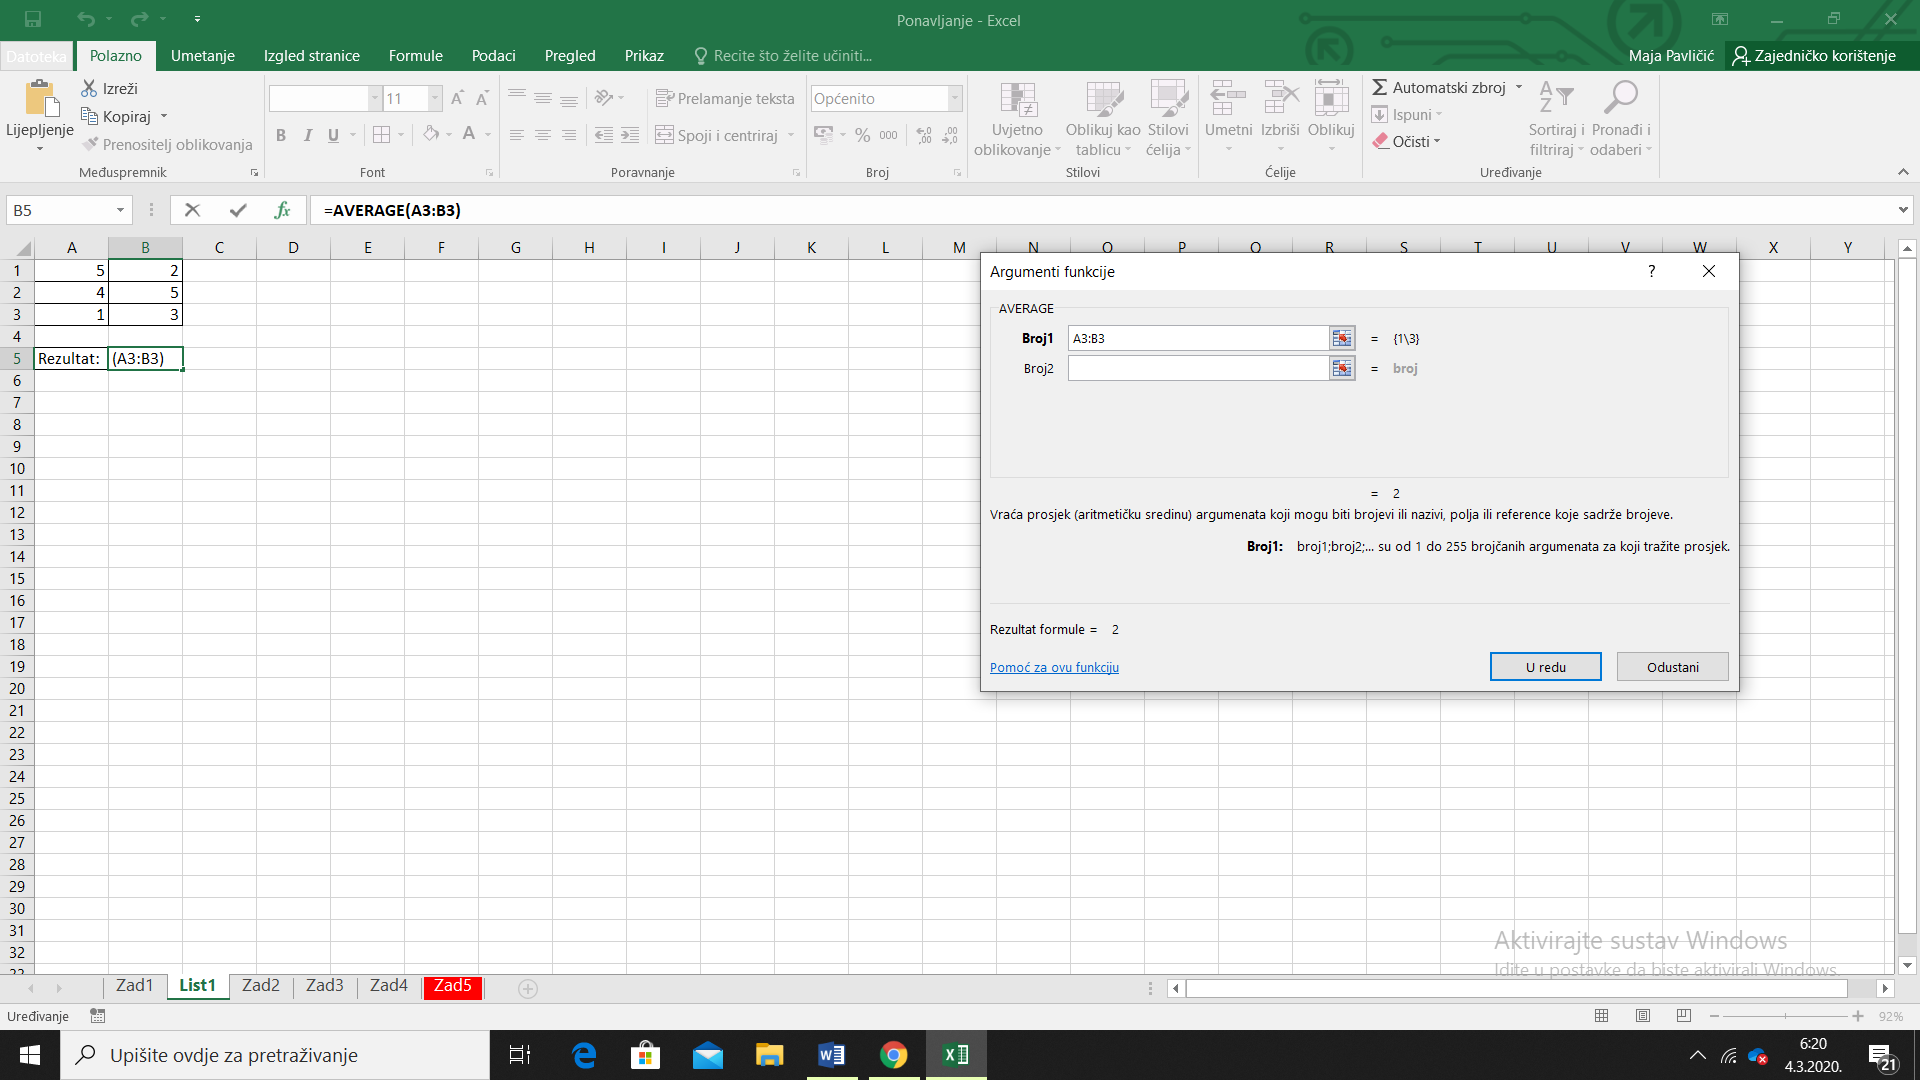 Ponavljanje - Excel
Datoteka Polazno Umetanje Izgled stranice Formule Podaci Pregled Prikaz Recite što želite učiniti... Maja Pavličić Zajedničko korištenje
Lijepljenje Izreži Kopiraj Prenositelj oblikovanja
Međuspremnik
11
B I U A
Font
Prelamanje teksta
Spoji i centriraj
Poravnanje
Općenito
% 000
Broj
Uvjetno oblikovanje
Oblikuj kao tablicu
Stilovi ćelija
Stilovi
Umetni Izbriši Oblikuj
Ćelije
Σ Automatski zbroj
Ispuni
Očisti
Sortiraj i filtriraj
Pronađi i odaberi
Uređivanje
B5 fx =AVERAGE(A3:B3)
A B C D E F G H I J K L M N O P Q R S T U V W X Y
1 5 2
2 4 5
3 1 3
4
5 Rezultat: (A3:B3)
6
7
8
9
10
11
12
13
14
15
16
17
18
19
20
21
22
23
24
25
26
27
28
29
30
31
32
33
Argumenti funkcije ?
AVERAGE
Broj1 A3:B3 = {1\3}
Broj2 = broj
= 2
Vraća prosjek (aritmetičku sredinu) argumenata koji mogu biti brojevi ili nazivi, polja ili reference koje sadrže brojeve.
Broj1: broj1;broj2;... su od 1 do 255 brojčanih argumenata za koji tražite prosjek.
Rezultat formule = 2
Pomoć za ovu funkciju U redu Odustani
Aktivirajte sustav Windows
Idite u postavke da biste aktivirali Windows.
Zad1 List1 Zad2 Zad3 Zad4 Zad5
Uređivanje 92%
Upišite ovdje za pretraživanje
6:20
4.3.2020.
21